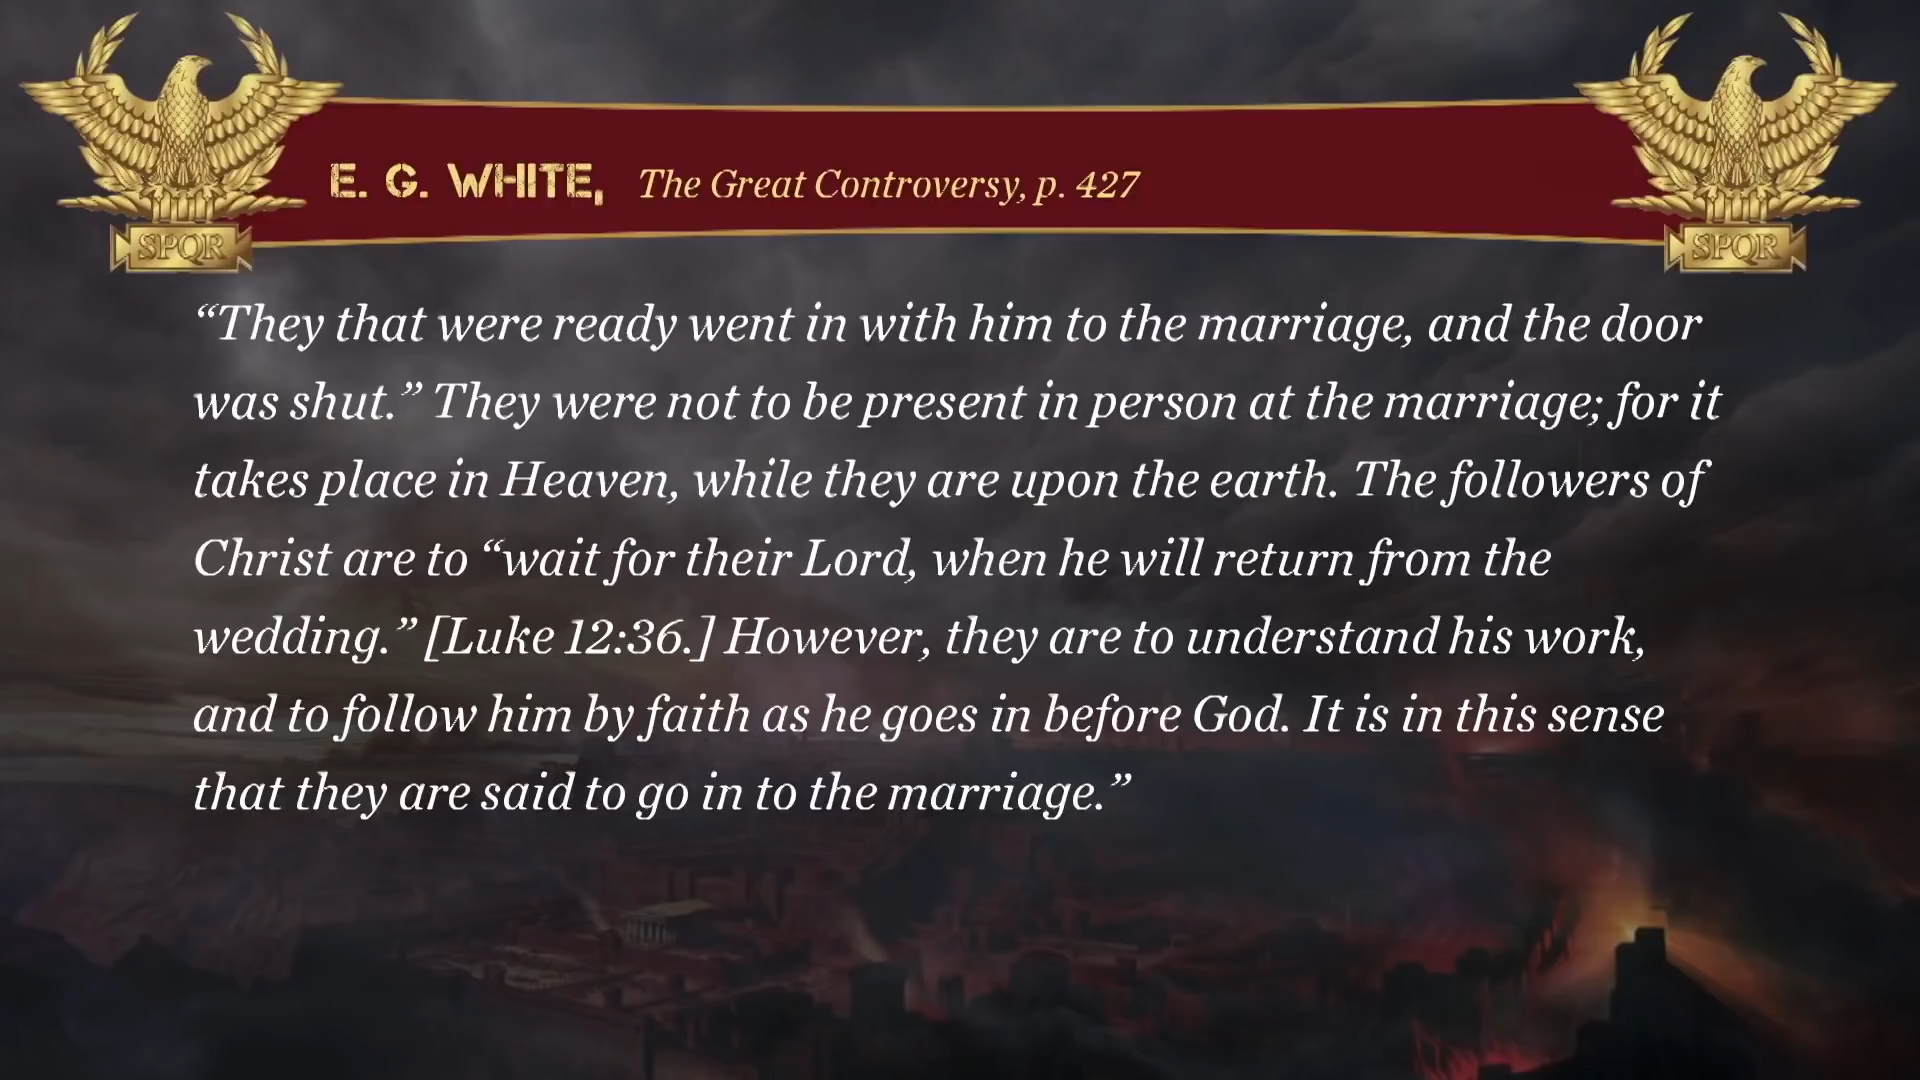 SPQR
E. G. WHITE, The Great Controversy, p. 427
SPQR
“They that were ready went in with him to the marriage, and the door
was shut.” They were not to be present in person at the marriage; for it
takes place in Heaven, while they are upon the earth. The followers of
Christ are to “wait for their Lord, when he will return from the
wedding.” [Luke 12:36.] However, they are to understand his work,
and to follow him by faith as he goes in before God. It is in this sense
that they are said to go in to the marriage.”